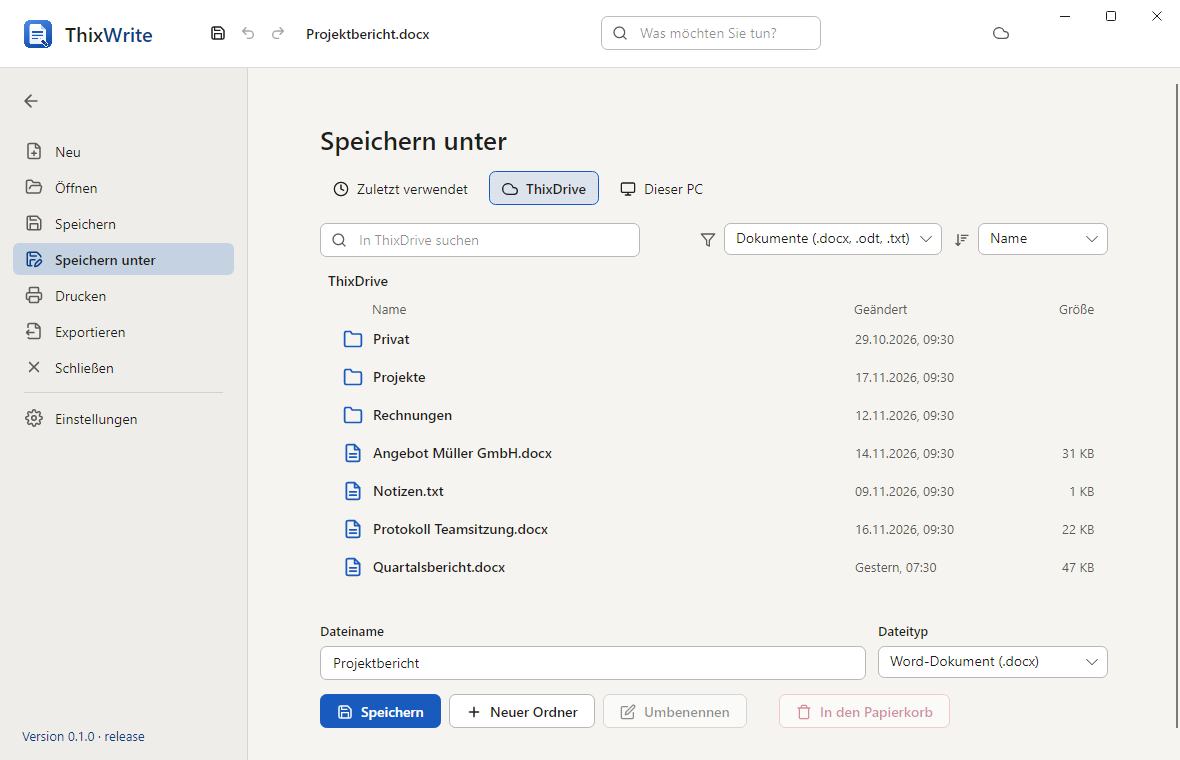 ThixWrite
Projektbericht.docx
Was möchten Sie tun?
Neu
Öffnen
Speichern
Speichern unter
Drucken
Exportieren
Schließen
Einstellungen
Version 0.1.0 · release
Speichern unter
Zuletzt verwendet ThixDrive Dieser PC
In ThixDrive suchen Dokumente (.docx, .odt, .txt) Name
ThixDrive
Name Geändert Größe
Privat 29.10.2026, 09:30
Projekte 17.11.2026, 09:30
Rechnungen 12.11.2026, 09:30
Angebot Müller GmbH.docx 14.11.2026, 09:30 31 KB
Notizen.txt 09.11.2026, 09:30 1 KB
Protokoll Teamsitzung.docx 16.11.2026, 09:30 22 KB
Quartalsbericht.docx Gestern, 07:30 47 KB
Dateiname Dateityp
Projektbericht Word-Dokument (.docx)
Speichern Neuer Ordner Umbenennen In den Papierkorb